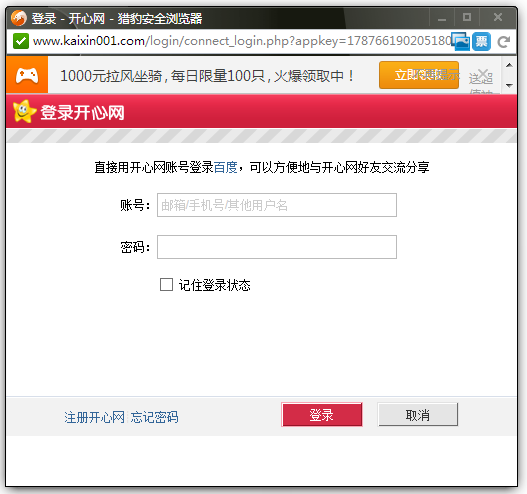 登录 - 开心网 - 猎豹安全浏览器
www.kaixin001.com/login/connect_login.php?appkey=178766190205180
票
1000元拉风坐骑,每日限量100只,火爆领取中！
登录开心网
直接用开心网账号登录百度，可以方便地与开心网好友交流分享
账号：
邮箱/手机号/其他用户名
密码：
记住登录状态
注册开心网 忘记密码
登录
取消